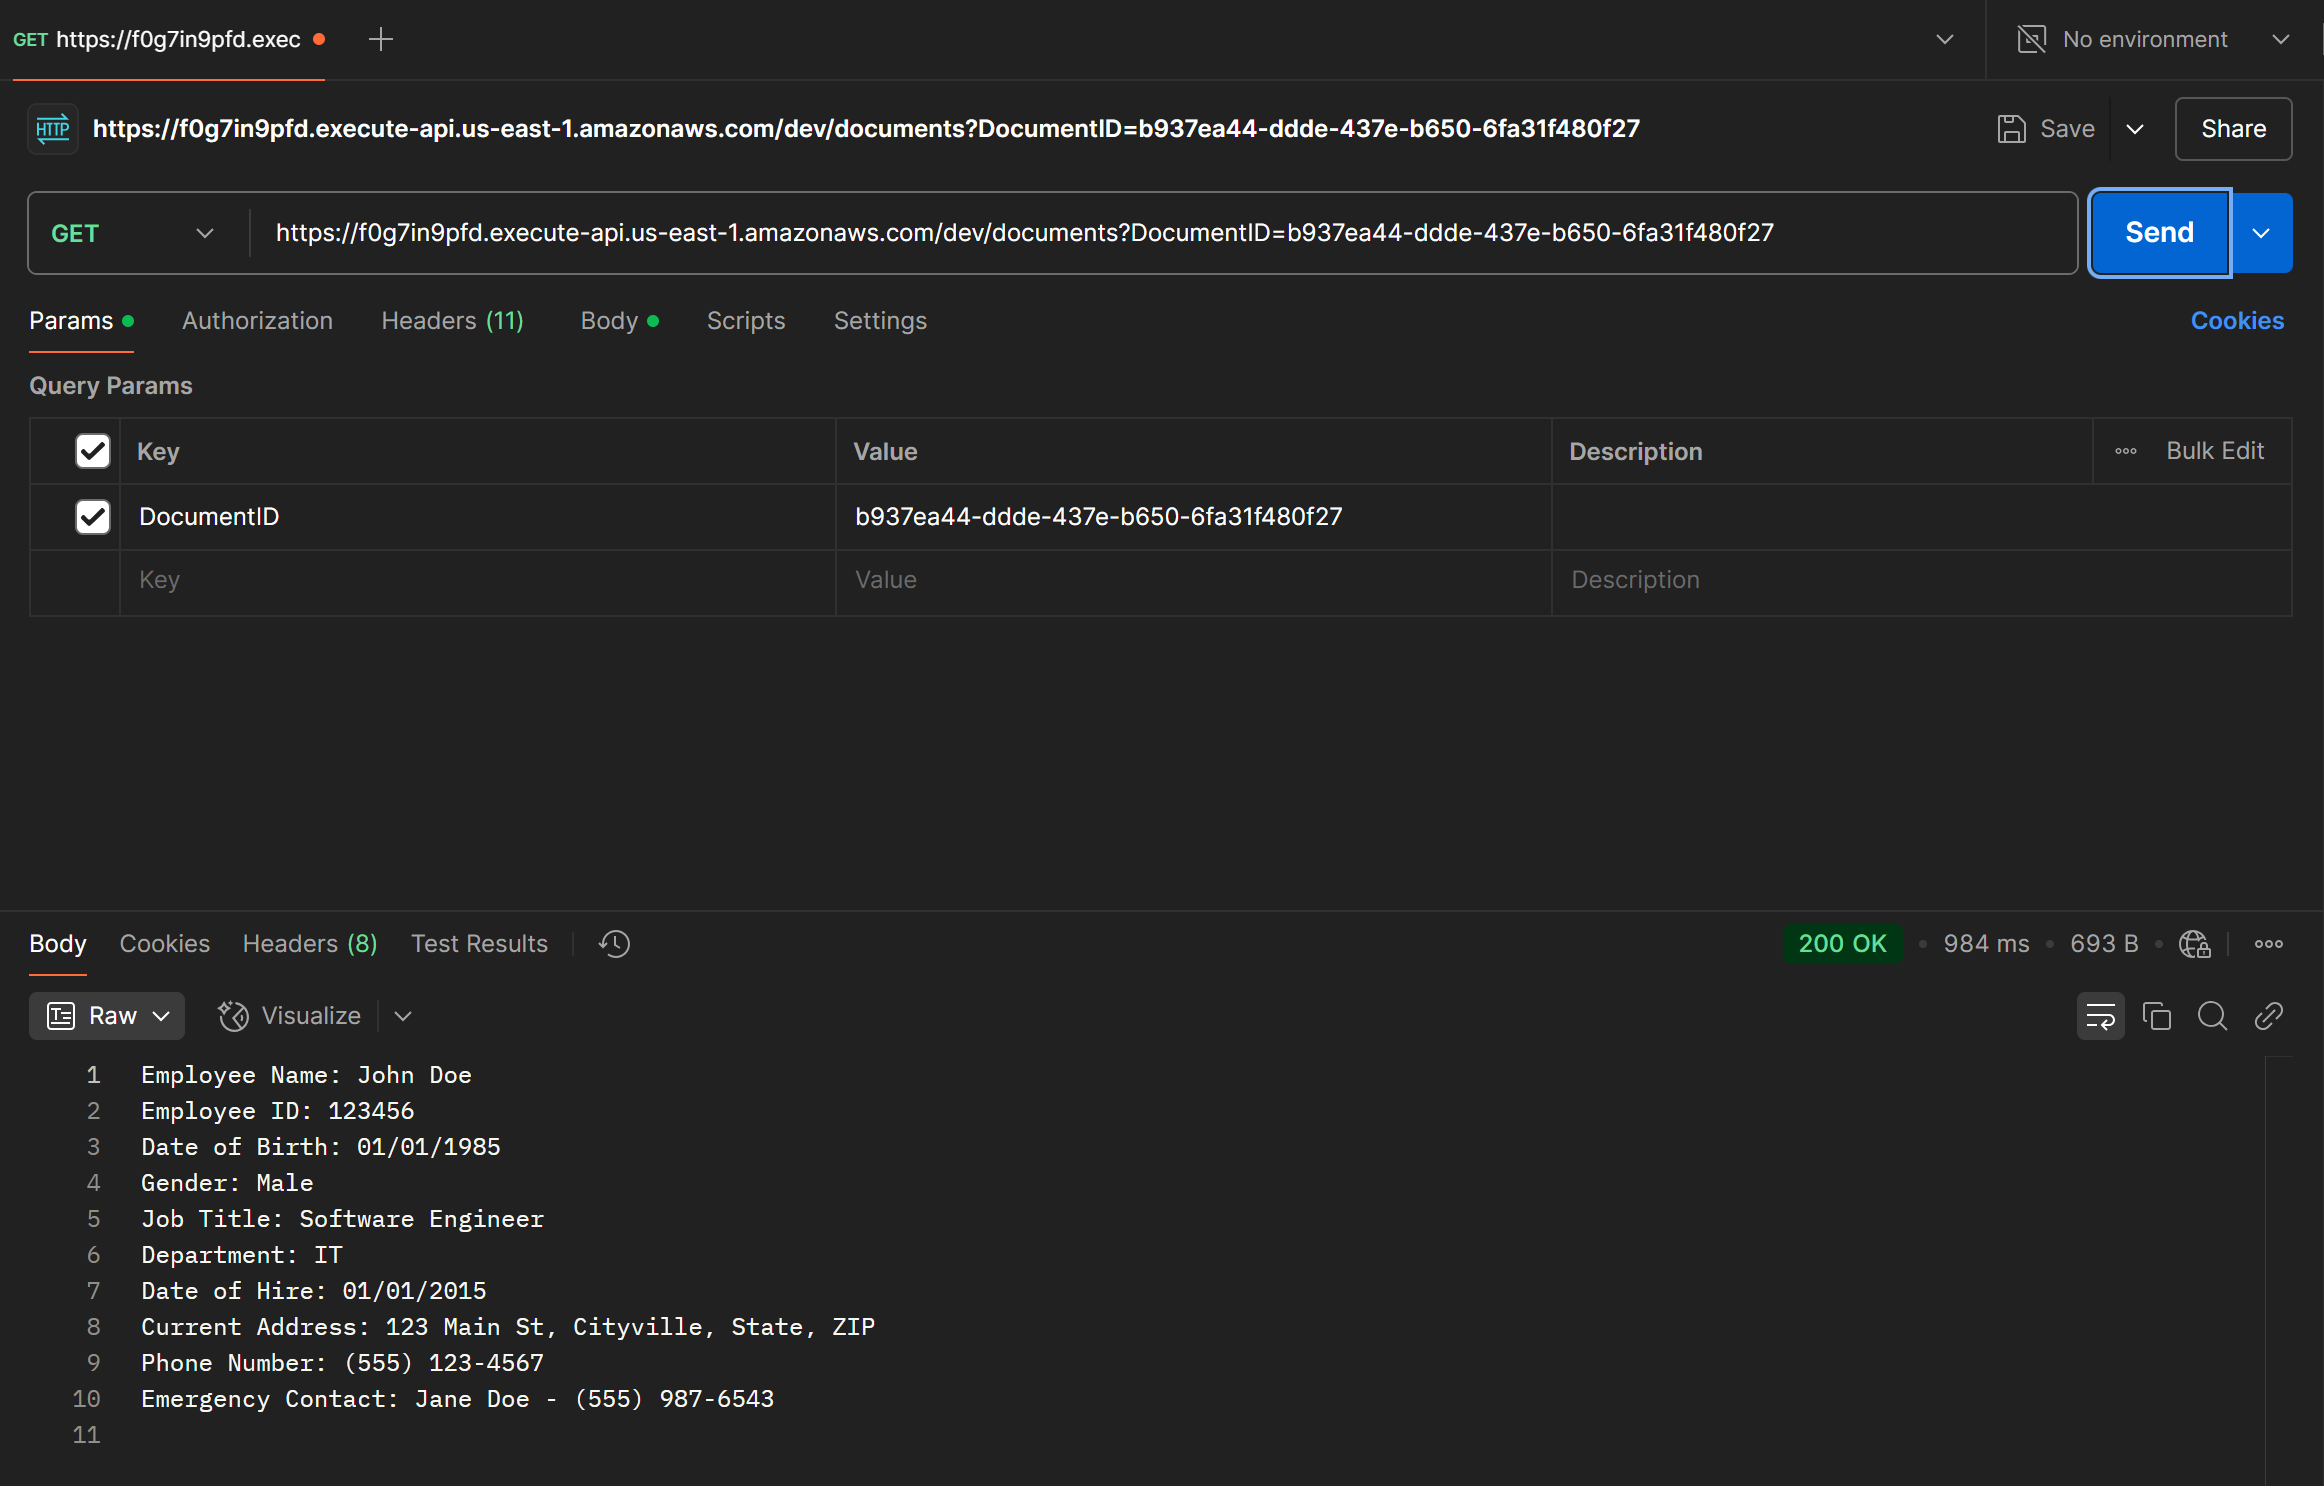 GET https://f0g7in9pfd.exec
No environment
HTTP https://f0g7in9pfd.execute-api.us-east-1.amazonaws.com/dev/documents?DocumentID=b937ea44-ddde-437e-b650-6fa31f480f27
Save
Share
GET https://f0g7in9pfd.execute-api.us-east-1.amazonaws.com/dev/documents?DocumentID=b937ea44-ddde-437e-b650-6fa31f480f27
Send
Params Authorization Headers (11) Body Scripts Settings Cookies
Query Params
Key Value Description Bulk Edit
DocumentID b937ea44-ddde-437e-b650-6fa31f480f27
Key Value Description
Body Cookies Headers (8) Test Results 200 OK 984 ms 693 B
Raw Visualize
1 Employee Name: John Doe
2 Employee ID: 123456
3 Date of Birth: 01/01/1985
4 Gender: Male
5 Job Title: Software Engineer
6 Department: IT
7 Date of Hire: 01/01/2015
8 Current Address: 123 Main St, Cityville, State, ZIP
9 Phone Number: (555) 123-4567
10 Emergency Contact: Jane Doe - (555) 987-6543
11